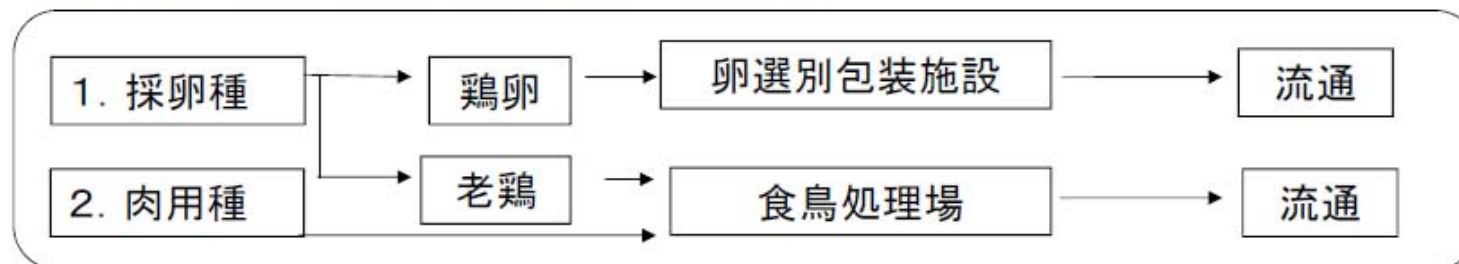 1. 採卵種
鶏卵
卵選別包装施設
流通
老鶏
2. 肉用種
食鳥処理場
流通